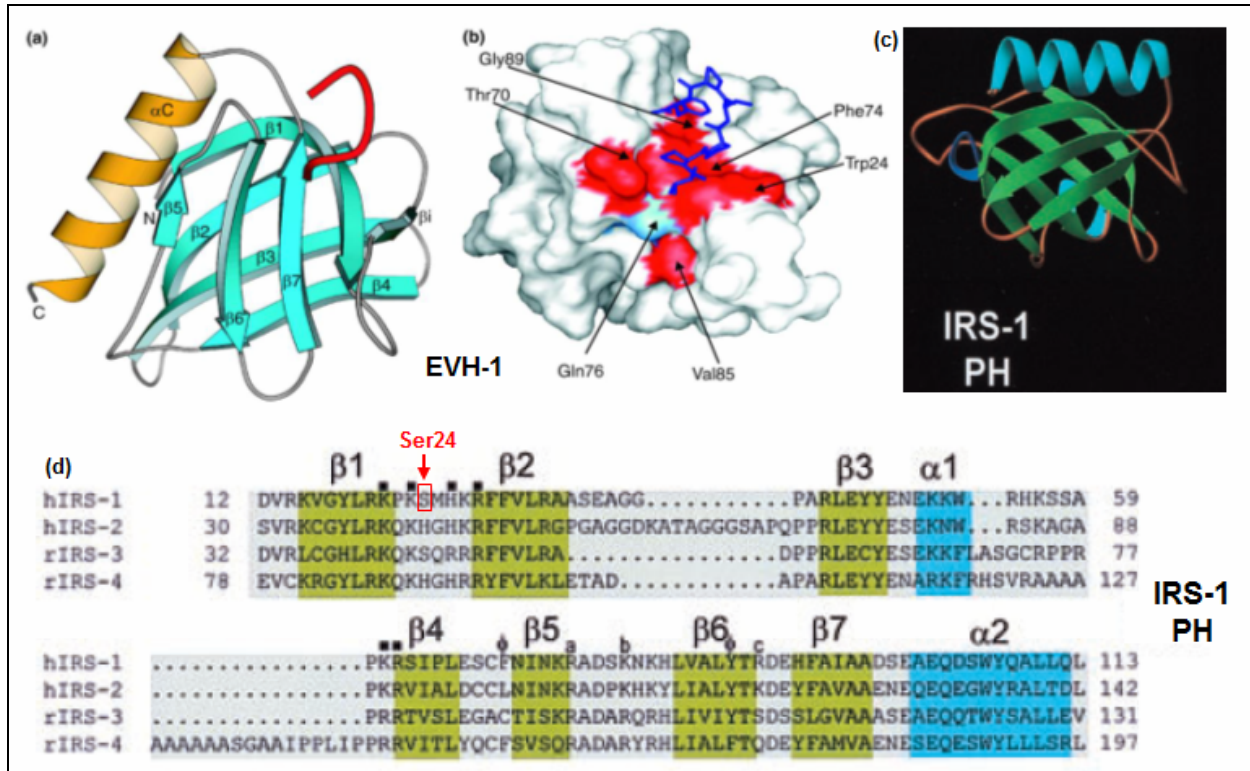 (a)
αC
β1
N
β5
β2
β3
βi
β7
β4
β6
C
EVH-1
(b)
Gly89
Thr70
Phe74
Trp24
Gln76
Val85
(c)
IRS-1
PH
(d)
Ser24
β1 β2 β3 α1
hIRS-1 12 DVRKVGYLRKPKSMHKRFFVLRAASEAGG..........PARLEYYENEKKW...RHKSSA 59
hIRS-2 30 SVRKCGYLRKQKHGHKRFFVLRGPGAGGDKATAGGGSAPQPPRLEYYESEKNW...RSKAGA 88
rIRS-3 32 DVRLCGHLRKQKSQRRRFFVLRA..............DPPRLECYESEKKFLASGCRPPR 77
rIRS-4 78 EVCKRGYLRKQKHGHRRYFVLKLETAD............APARLEYYENARKFRHSVRAAAA 127
IRS-1
PH
β4 β5 β6 β7 α2
ϕ a b ϕ c
hIRS-1 ..................PKRSIPLESCFNINKRADSKNKHLVALYTRDEHFAIAADSEAEQDSWYQALLQL 113
hIRS-2 ..................PKRVIALDCCLNINKRADPKHKYLIALYTKDEYFAVAAENEQEQEGWYRALTDL 142
rIRS-3 ..................PRRTVSLEGACTISKRADARQRHLIVIYTSDSSLGVAAASEAEQQTWYSALLEV 131
rIRS-4 AAAAAASGAAIPPLIPPRRVITLYQCFSVSQRADARYRHLIALFTQDEYFAMVAENESEQESWYLLLSRL 197